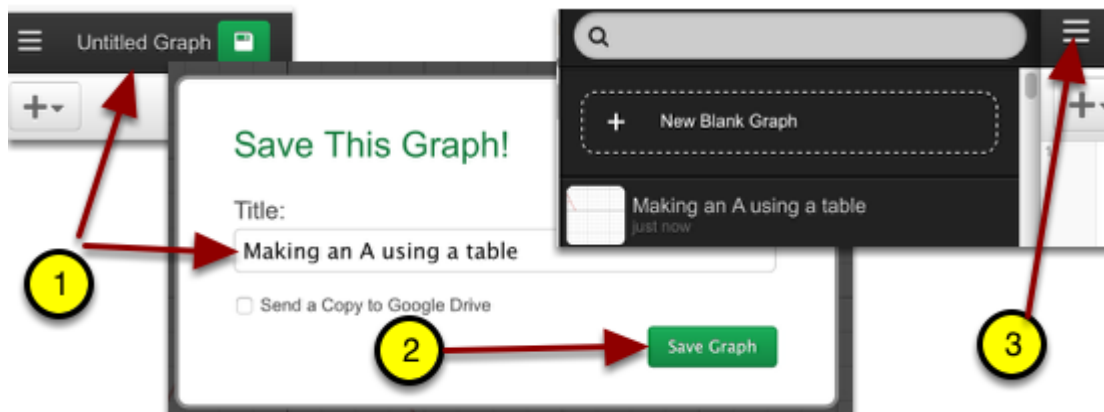 Untitled Graph
Save This Graph!
Title:
Making an A using a table
Send a Copy to Google Drive
Save Graph
New Blank Graph
Making an A using a table
just now
1
2
3